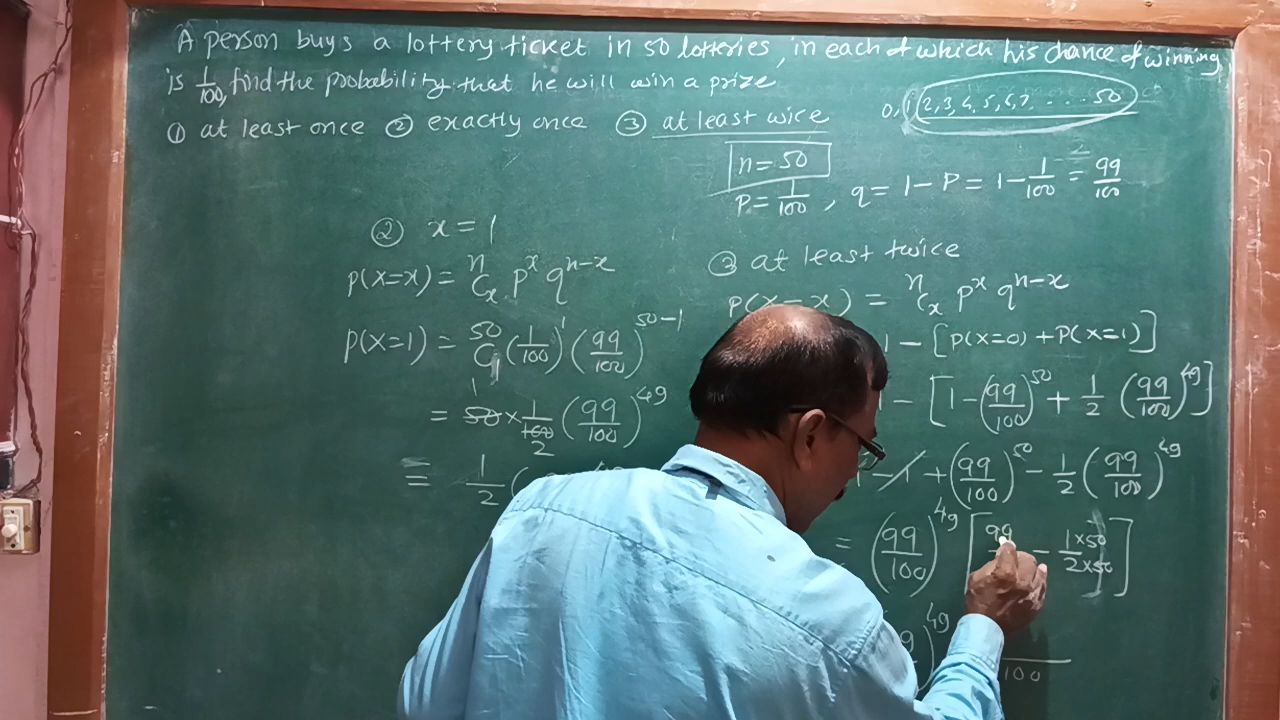 A person buys a lottery ticket in 50 lotteries, in each of which his chance of winning
is 1/100, find the probability that he will win a prize
① at least once ② exactly once ③ at least wice
0, 1, 2, 3, 4, 5, 6, 7, . . . . 50
n = 50
P = 1/100 , q = 1 - P = 1 - 1/100 = 99/100
② x = 1
P(X=x) = ⁿCₓ pˣ qⁿ⁻ˣ
P(X=1) = ⁵⁰C₁ (1/100)¹ (99/100)⁵⁰⁻¹
= 50 × 1/100 (99/100)⁴⁹
1 2
= 1/2 (
③ at least twice
P(X = x) = ⁿCₓ pˣ qⁿ⁻ˣ
1 - [P(X=0) + P(X=1)]
1 - [1 - (99/100)⁵⁰ + 1/2 (99/100)⁴⁹]
1 - 1 + (99/100)⁵⁰ - 1/2 (99/100)⁴⁹
= (99/100)⁴⁹ [99 - 1×50/2×50]
9)⁴⁹ 100